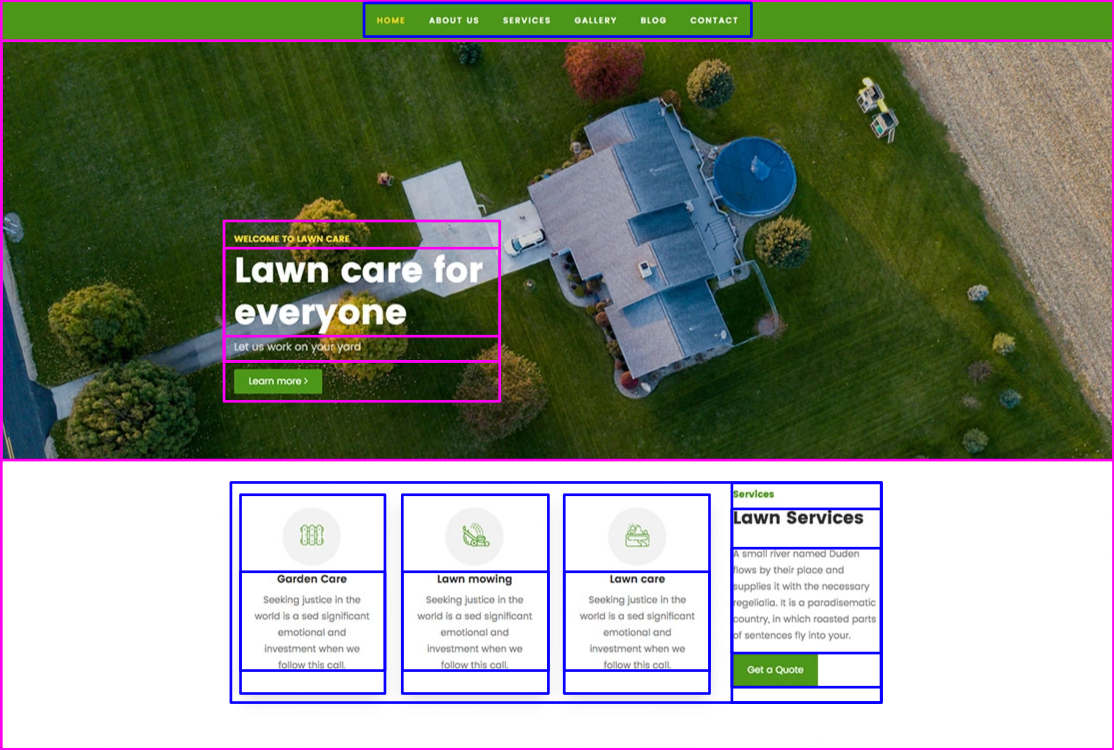 HOME ABOUT US SERVICES GALLERY BLOG CONTACT
WELCOME TO LAWN CARE
Lawn care for
everyone
Let us work on your yard
Learn more >
Garden Care
Seeking justice in the
world is a sed significant
emotional and
investment when we
follow this call.
Lawn mowing
Seeking justice in the
world is a sed significant
emotional and
investment when we
follow this call.
Lawn care
Seeking justice in the
world is a sed significant
emotional and
investment when we
follow this call.
Services
Lawn Services
A small river named Duden
flows by their place and
supplies it with the necessary
regelialia. It is a paradisematic
country, in which roasted parts
of sentences fly into your.
Get a Quote